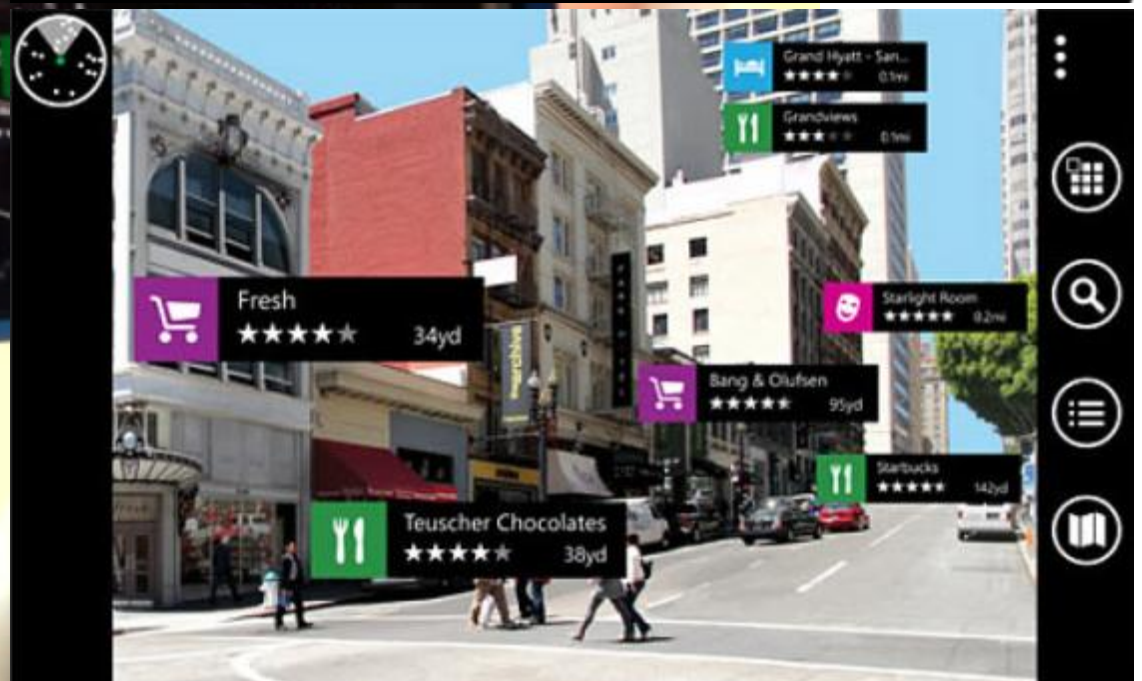 Grand Hyatt - San...
0.1mi
Grandviews
0.1mi
Fresh
34yd
Starlight Room
0.2mi
Bang & Olufsen
95yd
Starbucks
142yd
Teuscher Chocolates
38yd
archive